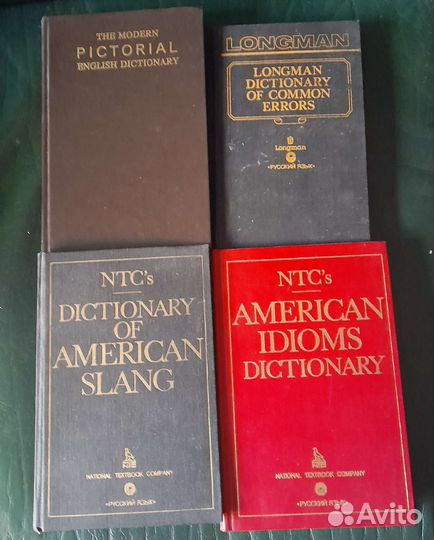 THE MODERN
PICTORIAL
ENGLISH DICTIONARY
LONGMAN
LONGMAN
DICTIONARY
OF COMMON
ERRORS
Longman
«РУССКИЙ ЯЗЫК»
NTC's
DICTIONARY
OF
AMERICAN
SLANG
NATIONAL TEXTBOOK COMPANY
«РУССКИЙ ЯЗЫК»
NTC's
AMERICAN
IDIOMS
DICTIONARY
NATIONAL TEXTBOOK COMPANY
«РУССКИЙ ЯЗЫК»
Avito